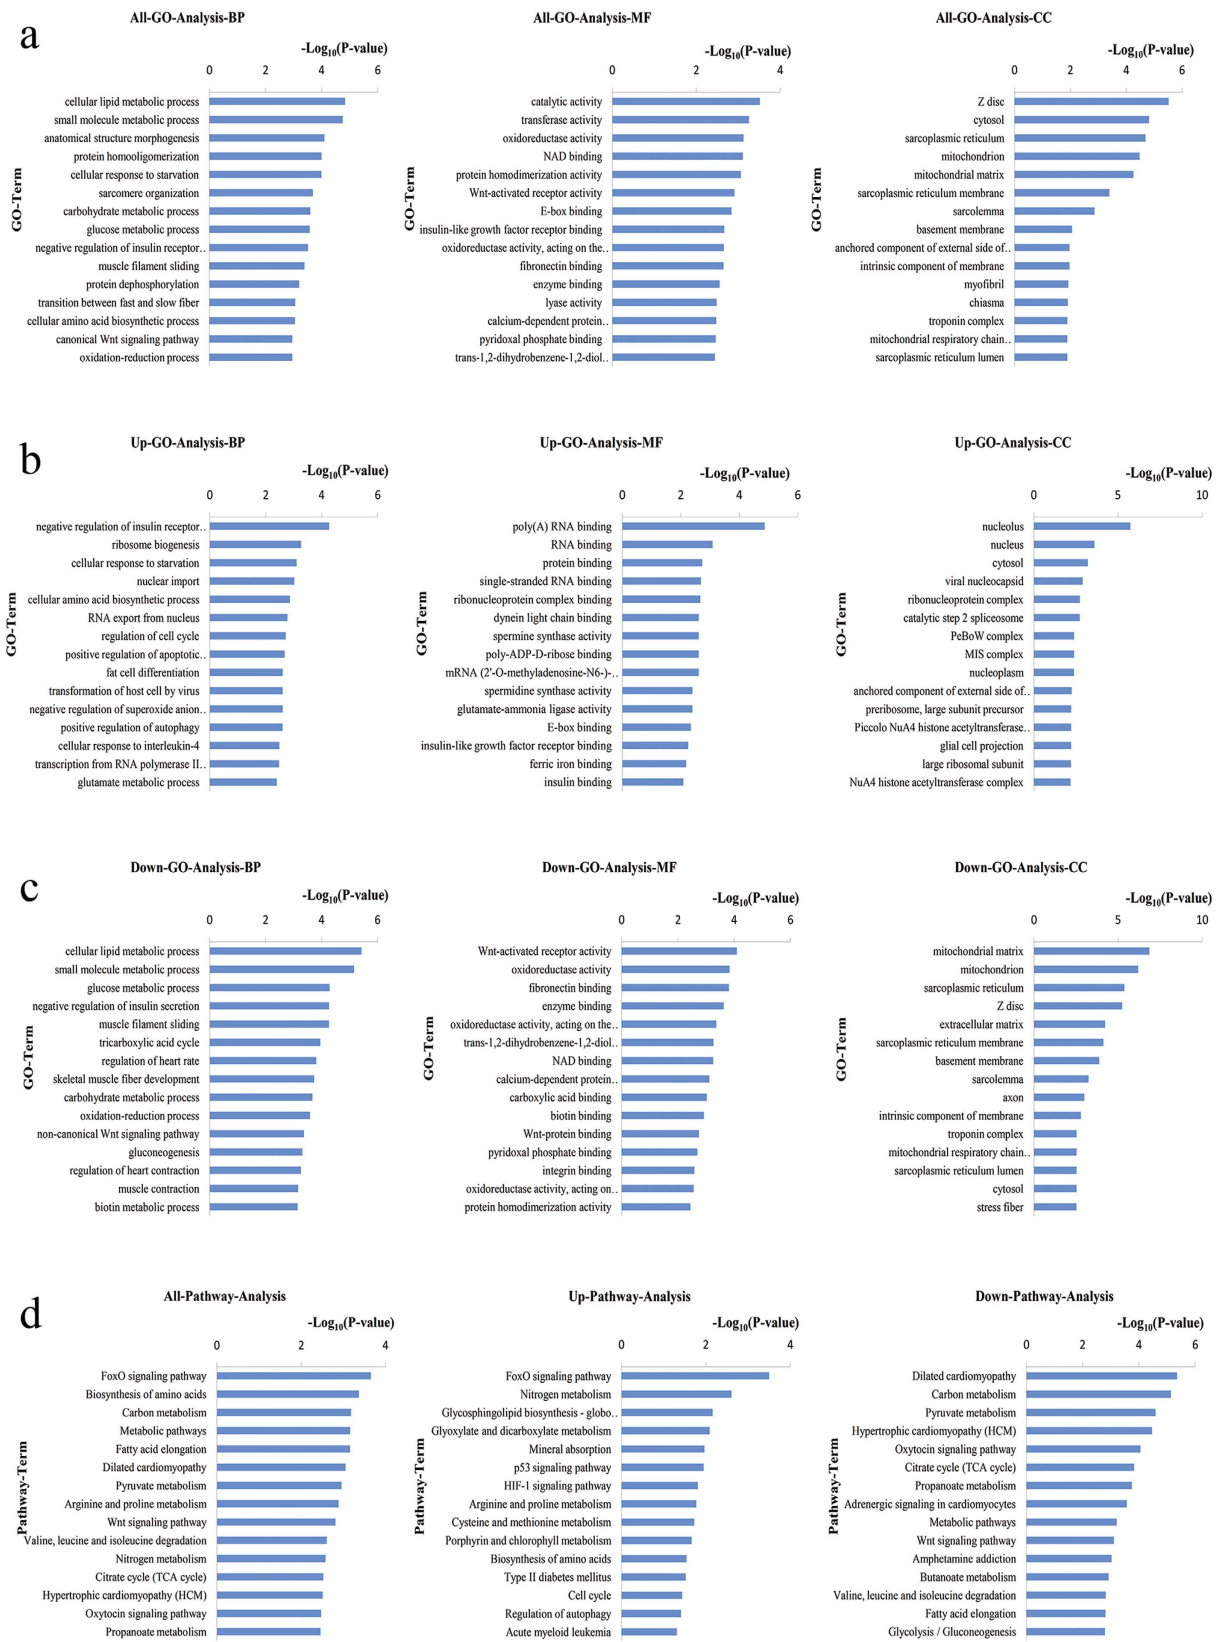 a
All-GO-Analysis-BP
-Log10(P-value)
0 2 4 6
GO-Term
cellular lipid metabolic process
small molecule metabolic process
anatomical structure morphogenesis
protein homooligomerization
cellular response to starvation
sarcomere organization
carbohydrate metabolic process
glucose metabolic process
negative regulation of insulin receptor..
muscle filament sliding
protein dephosphorylation
transition between fast and slow fiber
cellular amino acid biosynthetic process
canonical Wnt signaling pathway
oxidation-reduction process
All-GO-Analysis-MF
-Log10(P-value)
0 2 4
GO-Term
catalytic activity
transferase activity
oxidoreductase activity
NAD binding
protein homodimerization activity
Wnt-activated receptor activity
E-box binding
insulin-like growth factor receptor binding
oxidoreductase activity, acting on the..
fibronectin binding
enzyme binding
lyase activity
calcium-dependent protein..
pyridoxal phosphate binding
trans-1,2-dihydrobenzene-1,2-diol..
All-GO-Analysis-CC
-Log10(P-value)
0 2 4 6
GO-Term
Z disc
cytosol
sarcoplasmic reticulum
mitochondrion
mitochondrial matrix
sarcoplasmic reticulum membrane
sarcolemma
basement membrane
anchored component of external side of..
intrinsic component of membrane
myofibril
chiasma
troponin complex
mitochondrial respiratory chain..
sarcoplasmic reticulum lumen
b
Up-GO-Analysis-BP
-Log10(P-value)
0 2 4 6
GO-Term
negative regulation of insulin receptor..
ribosome biogenesis
cellular response to starvation
nuclear import
cellular amino acid biosynthetic process
RNA export from nucleus
regulation of cell cycle
positive regulation of apoptotic..
fat cell differentiation
transformation of host cell by virus
negative regulation of superoxide anion..
positive regulation of autophagy
cellular response to interleukin-4
transcription from RNA polymerase II..
glutamate metabolic process
Up-GO-Analysis-MF
-Log10(P-value)
0 2 4 6
GO-Term
poly(A) RNA binding
RNA binding
protein binding
single-stranded RNA binding
ribonucleoprotein complex binding
dynein light chain binding
spermine synthase activity
poly-ADP-D-ribose binding
mRNA (2'-O-methyladenosine-N6-)-..
spermidine synthase activity
glutamate-ammonia ligase activity
E-box binding
insulin-like growth factor receptor binding
ferric iron binding
insulin binding
Up-GO-Analysis-CC
-Log10(P-value)
0 5 10
GO-Term
nucleolus
nucleus
cytosol
viral nucleocapsid
ribonucleoprotein complex
catalytic step 2 spliceosome
PeBoW complex
MIS complex
nucleoplasm
anchored component of external side of..
preribosome, large subunit precursor
Piccolo NuA4 histone acetyltransferase..
glial cell projection
large ribosomal subunit
NuA4 histone acetyltransferase complex
c
Down-GO-Analysis-BP
-Log10(P-value)
0 2 4 6
GO-Term
cellular lipid metabolic process
small molecule metabolic process
glucose metabolic process
negative regulation of insulin secretion
muscle filament sliding
tricarboxylic acid cycle
regulation of heart rate
skeletal muscle fiber development
carbohydrate metabolic process
oxidation-reduction process
non-canonical Wnt signaling pathway
gluconeogenesis
regulation of heart contraction
muscle contraction
biotin metabolic process
Down-GO-Analysis-MF
-Log10(P-value)
0 2 4 6
GO-Term
Wnt-activated receptor activity
oxidoreductase activity
fibronectin binding
enzyme binding
oxidoreductase activity, acting on the..
trans-1,2-dihydrobenzene-1,2-diol..
NAD binding
calcium-dependent protein..
carboxylic acid binding
biotin binding
Wnt-protein binding
pyridoxal phosphate binding
integrin binding
oxidoreductase activity, acting on..
protein homodimerization activity
Down-GO-Analysis-CC
-Log10(P-value)
0 5 10
GO-Term
mitochondrial matrix
mitochondrion
sarcoplasmic reticulum
Z disc
extracellular matrix
sarcoplasmic reticulum membrane
basement membrane
sarcolemma
axon
intrinsic component of membrane
troponin complex
mitochondrial respiratory chain..
sarcoplasmic reticulum lumen
cytosol
stress fiber
d
All-Pathway-Analysis
-Log10(P-value)
0 2 4
Pathway-Term
FoxO signaling pathway
Biosynthesis of amino acids
Carbon metabolism
Metabolic pathways
Fatty acid elongation
Dilated cardiomyopathy
Pyruvate metabolism
Arginine and proline metabolism
Wnt signaling pathway
Valine, leucine and isoleucine degradation
Nitrogen metabolism
Citrate cycle (TCA cycle)
Hypertrophic cardiomyopathy (HCM)
Oxytocin signaling pathway
Propanoate metabolism
Up-Pathway-Analysis
-Log10(P-value)
0 2 4
Pathway-Term
FoxO signaling pathway
Nitrogen metabolism
Glycosphingolipid biosynthesis - globo..
Glyoxylate and dicarboxylate metabolism
Mineral absorption
p53 signaling pathway
HIF-1 signaling pathway
Arginine and proline metabolism
Cysteine and methionine metabolism
Porphyrin and chlorophyll metabolism
Biosynthesis of amino acids
Type II diabetes mellitus
Cell cycle
Regulation of autophagy
Acute myeloid leukemia
Down-Pathway-Analysis
-Log10(P-value)
0 2 4 6
Pathway-Term
Dilated cardiomyopathy
Carbon metabolism
Pyruvate metabolism
Hypertrophic cardiomyopathy (HCM)
Oxytocin signaling pathway
Citrate cycle (TCA cycle)
Propanoate metabolism
Adrenergic signaling in cardiomyocytes
Metabolic pathways
Wnt signaling pathway
Amphetamine addiction
Butanoate metabolism
Valine, leucine and isoleucine degradation
Fatty acid elongation
Glycolysis / Gluconeogenesis